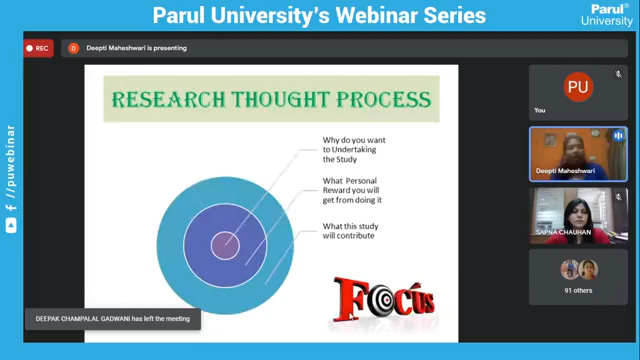 Parul University's Webinar Series
Parul®
University
REC
D
Deepti Maheshwari is presenting
RESEARCH THOUGHT PROCESS
Why do you want
to Undertaking
the Study
What Personal
Reward you will
get from doing it
What this study
will contribute
Focus
DEEPAK CHAMPALAL GADWANI has left the meeting
PU
You
Deepti Maheshwari
SAPNA CHAUHAN
91 others
/puwebinar